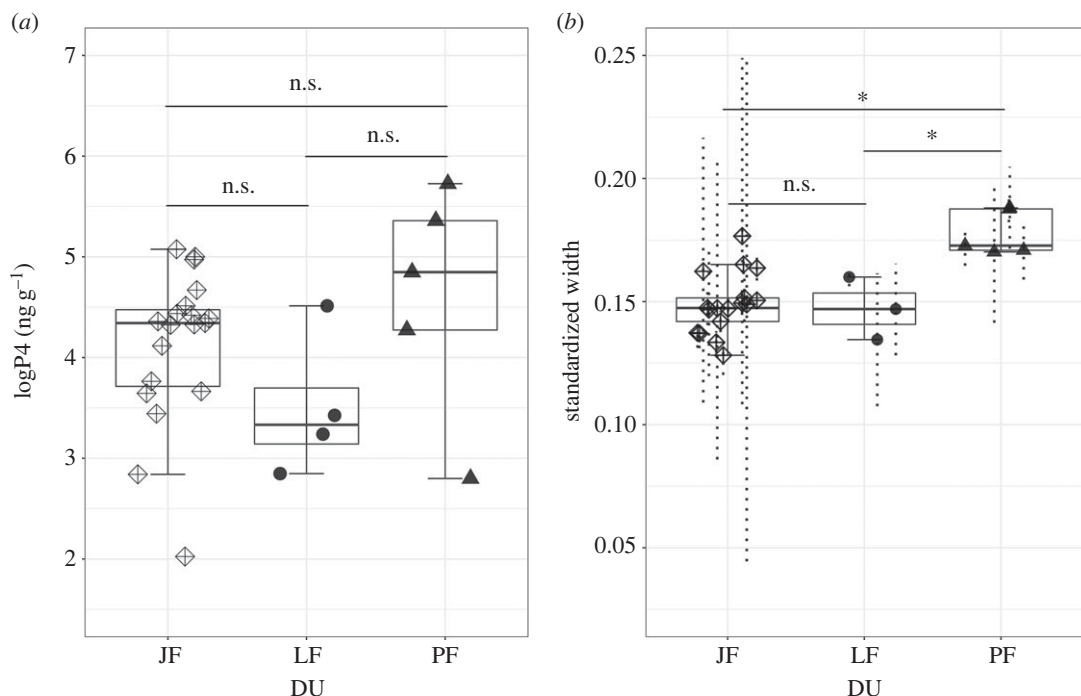 (a)
7
6
5
4
3
2
logP4 (ng g⁻¹)
n.s.
n.s.
n.s.
JF LF PF
DU
(b)
0.25
0.20
0.15
0.10
0.05
standardized width
*
*
n.s.
JF LF PF
DU